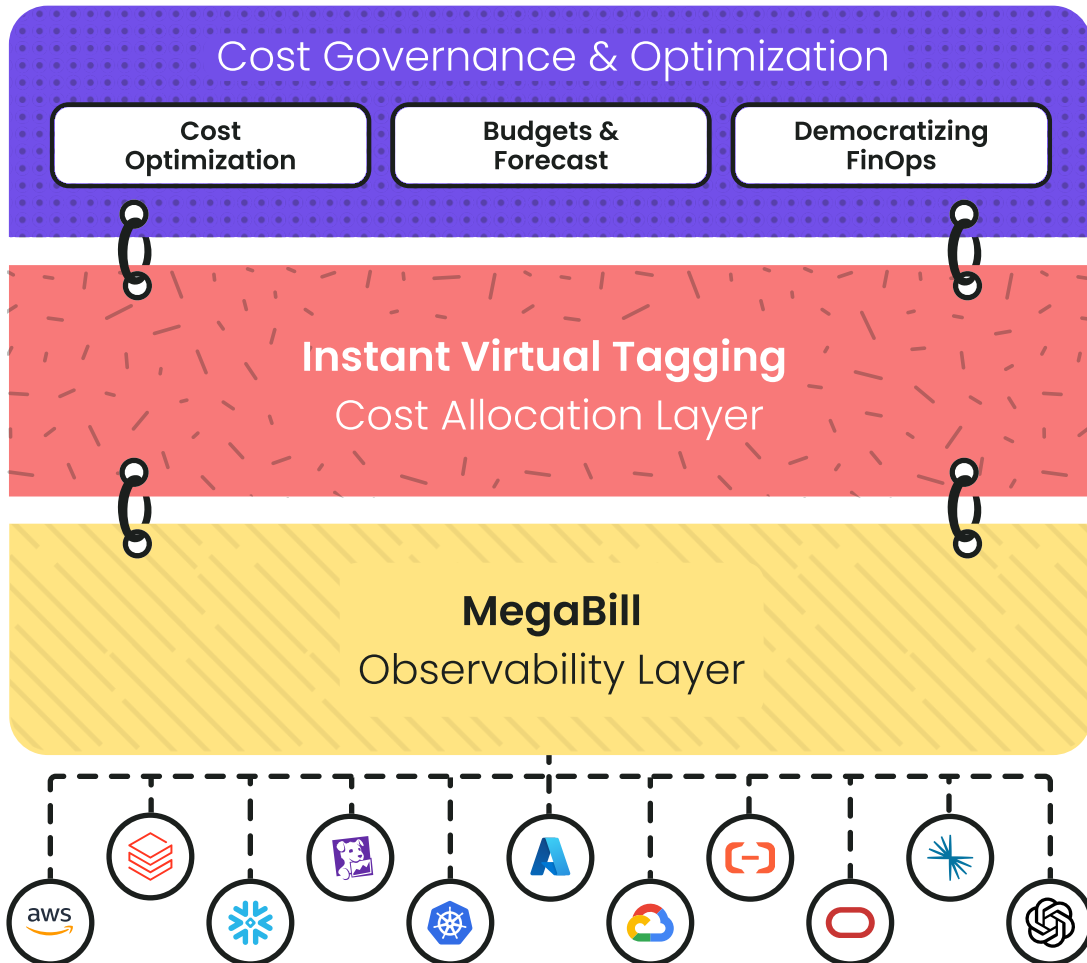 Cost Governance & Optimization
Cost
Optimization
Budgets &
Forecast
Democratizing
FinOps
Instant Virtual Tagging
Cost Allocation Layer
MegaBill
Observability Layer
aws